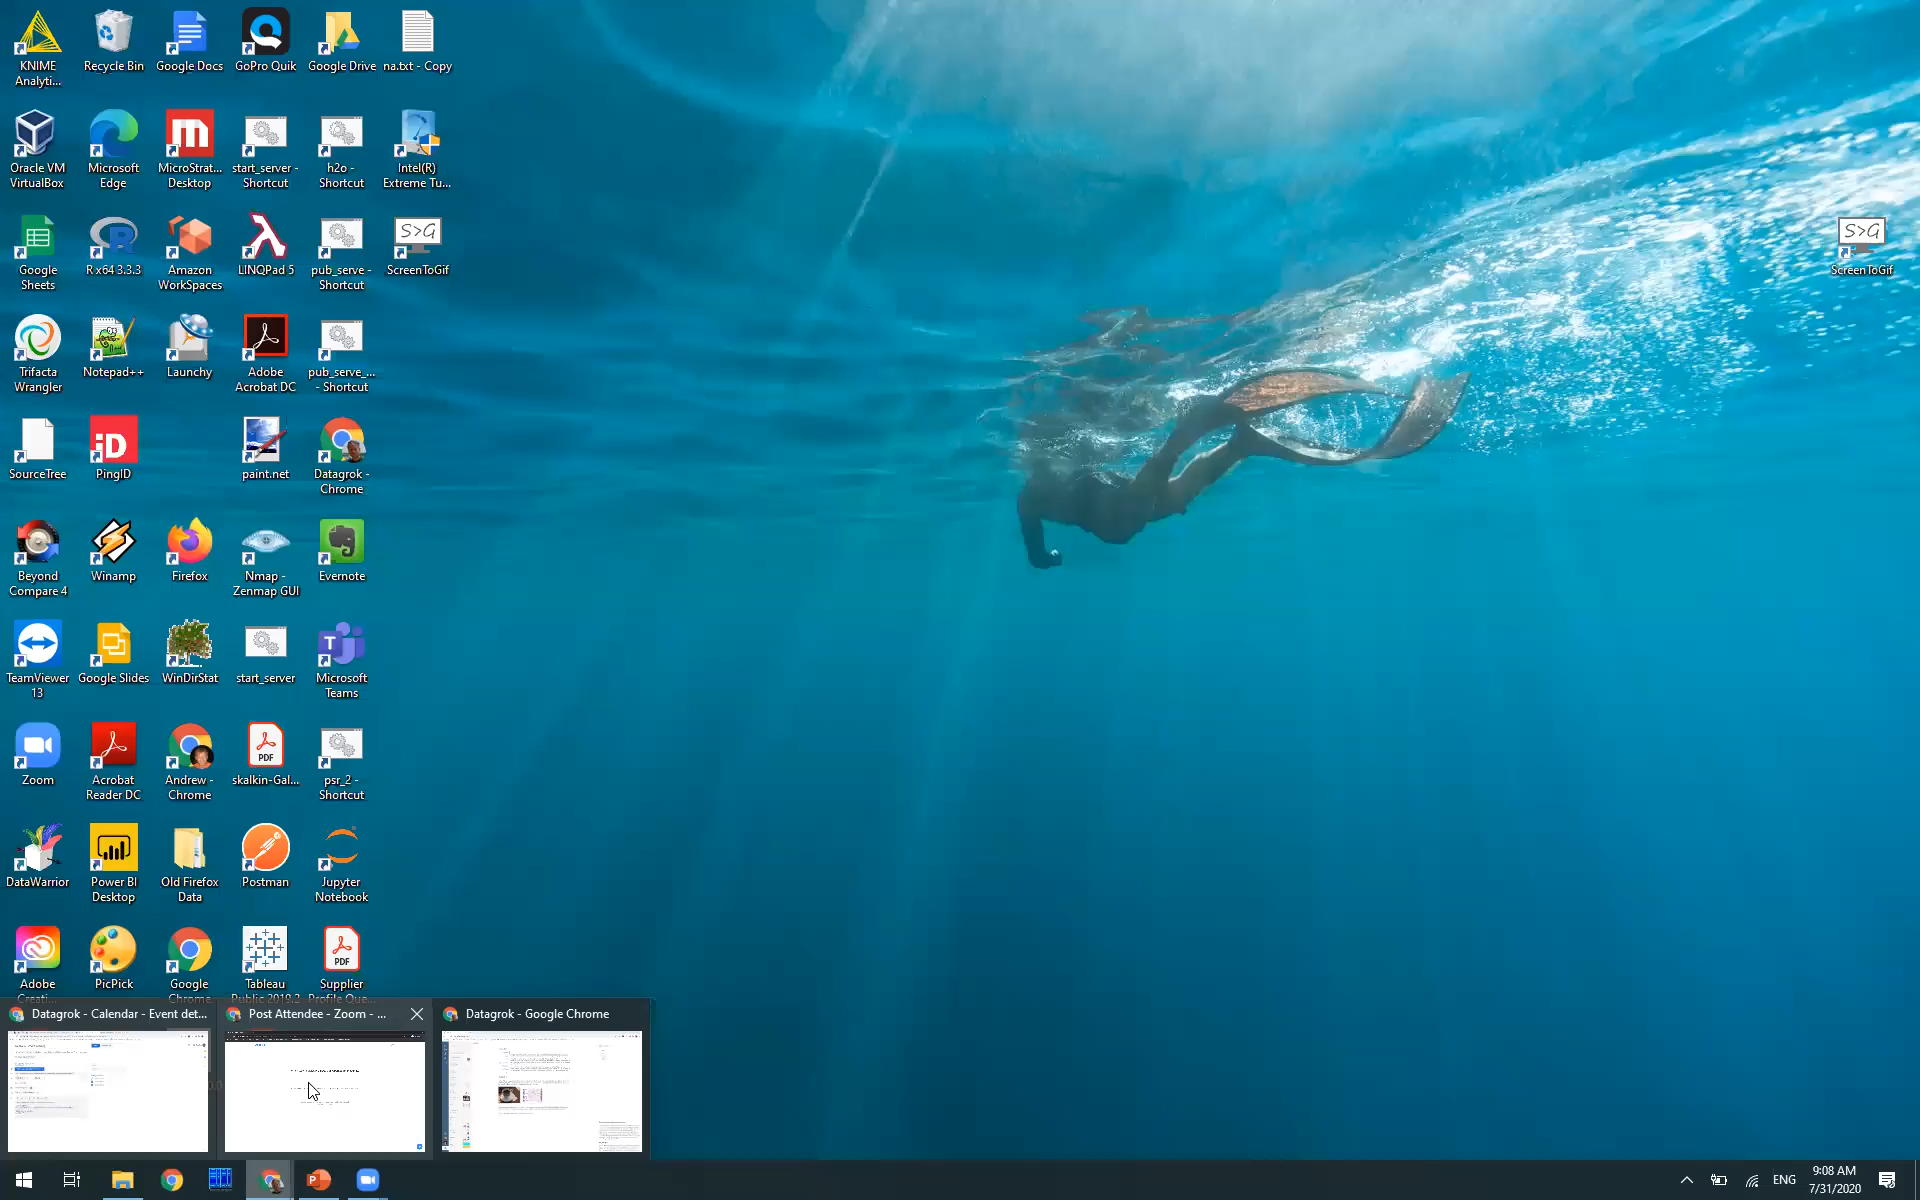 KNIME
Analyti...
Recycle Bin
Google Docs
GoPro Quik
Google Drive
na.txt - Copy
Oracle VM
VirtualBox
Microsoft
Edge
MicroStrat...
Desktop
start_server -
Shortcut
h2o -
Shortcut
Intel(R)
Extreme Tu...
Google
Sheets
R x64 3.3.3
Amazon
WorkSpaces
LINQPad 5
pub_serve -
Shortcut
S>G
ScreenToGif
S>G
ScreenToGif
Trifacta
Wrangler
Notepad++
Launchy
Adobe
Acrobat DC
pub_serve_...
- Shortcut
SourceTree
iD
PingID
paint.net
Datagrok -
Chrome
Beyond
Compare 4
Winamp
Firefox
Nmap -
Zenmap GUI
Evernote
TeamViewer
13
Google Slides
WinDirStat
start_server
T
Microsoft
Teams
Zoom
Acrobat
Reader DC
Andrew -
Chrome
PDF
skalkin-Gal...
psr_2 -
Shortcut
DataWarrior
Power BI
Desktop
Old Firefox
Data
Postman
Jupyter
Notebook
Adobe
Creati...
PicPick
Google
Chrome
Tableau
Public 2019.2
PDF
Supplier
Profile Que...
Datagrok - Calendar - Event det...
Post Attendee - Zoom - ...
Datagrok - Google Chrome
ENG
9:08 AM
7/31/2020